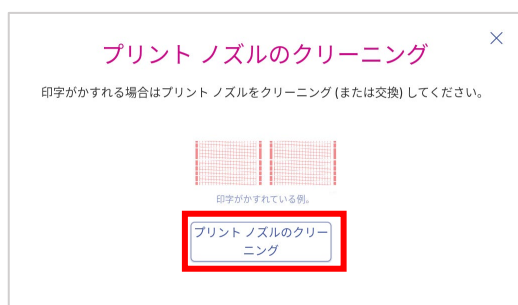 プリント ノズルのクリーニング
印字がかすれる場合はプリント ノズルをクリーニング (または交換) してください。
印字がかすれている例。
プリント ノズルのクリー
ニング